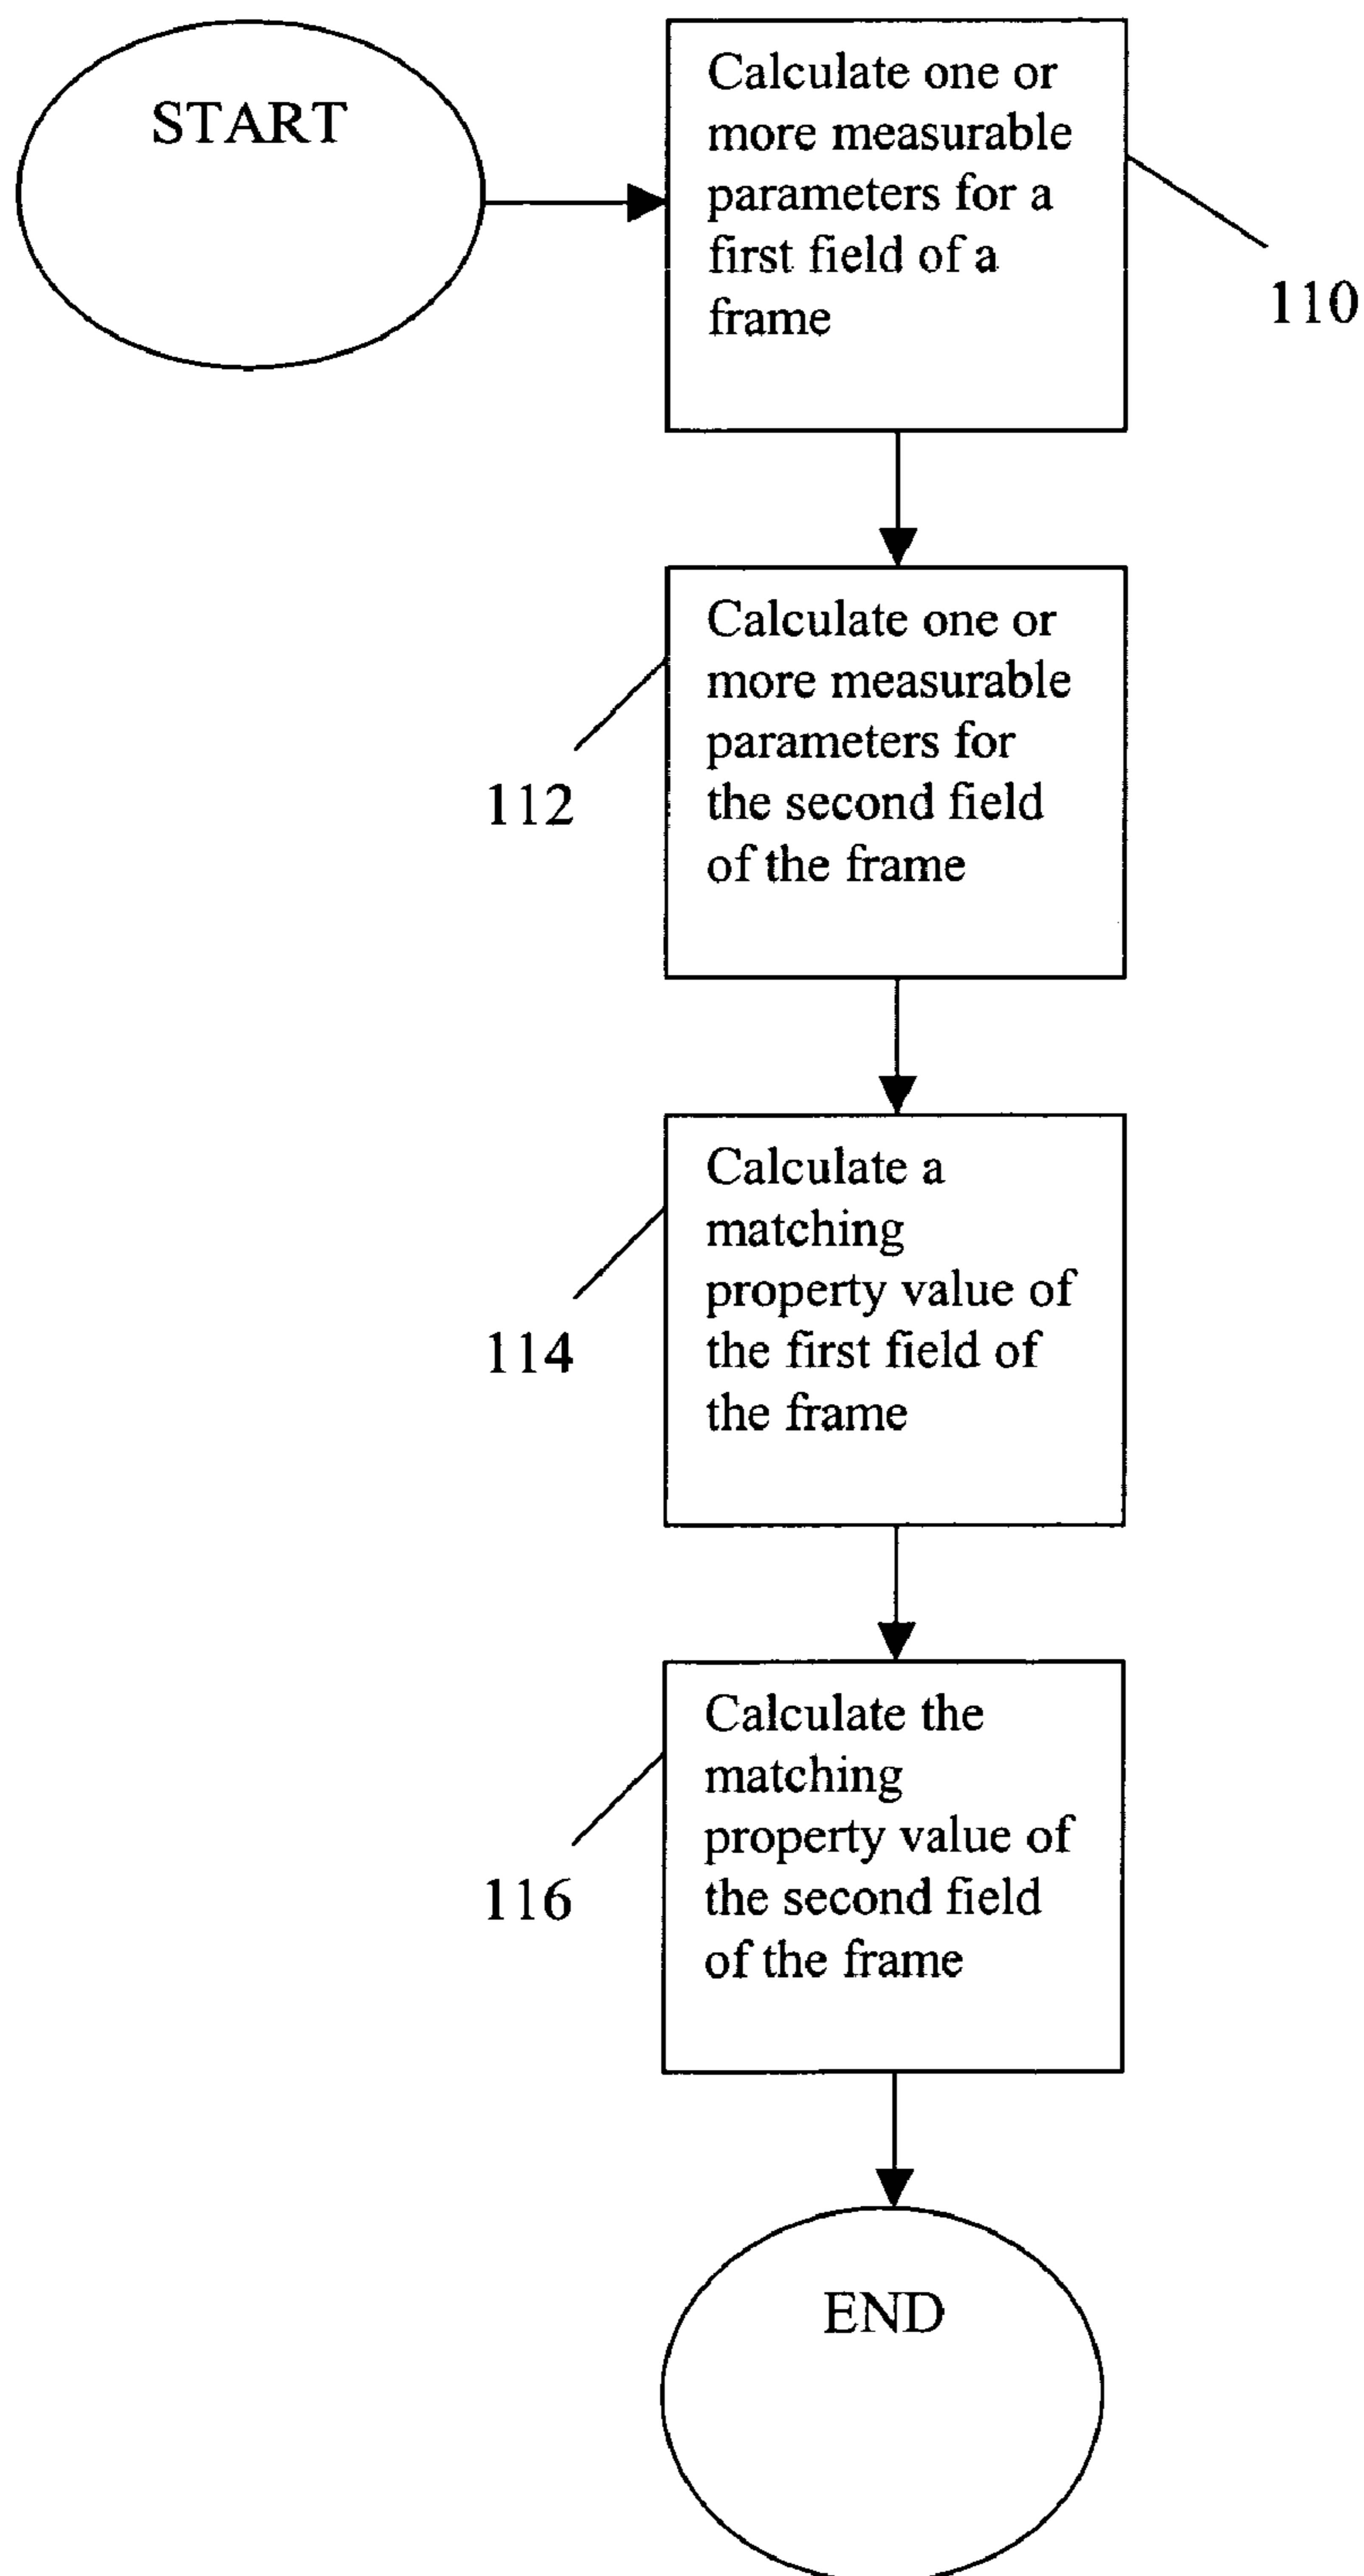 START
Calculate one or
more measurable
parameters for a
first field of a
frame
110
Calculate one or
more measurable
parameters for
the second field
of the frame
112
Calculate a
matching
property value of
the first field of
the frame
114
Calculate the
matching
property value of
the second field
of the frame
116
END